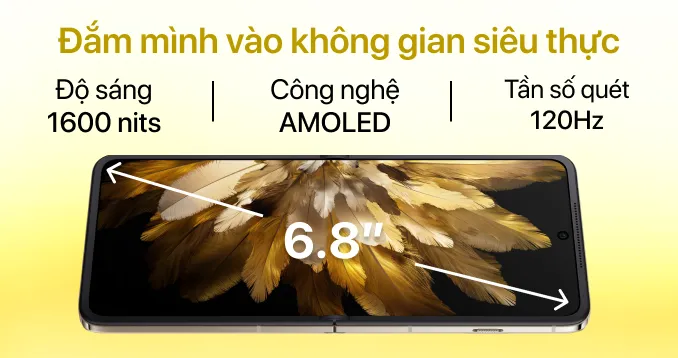 Đắm mình vào không gian siêu thực
Độ sáng
1600 nits
Công nghệ
AMOLED
Tần số quét
120Hz
6.8"